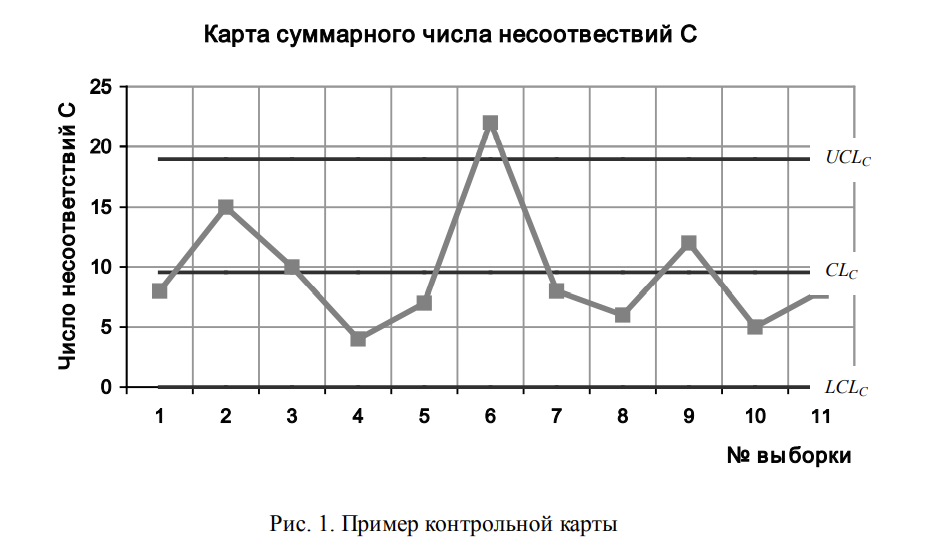 Карта суммарного числа несоотвествий С
Число несоответствий С
25
20
15
10
5
0
UCL_C
CL_C
LCL_C
1 2 3 4 5 6 7 8 9 10 11
№ выборки
Рис. 1. Пример контрольной карты